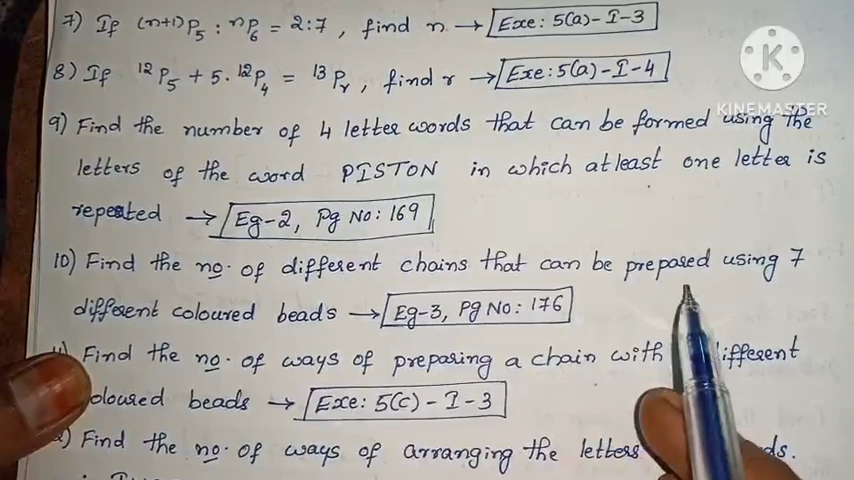 7) If (n+1)P₅ : ⁿP₆ = 2:7, find n → Exe: 5(a)-I-3
8) If ¹²P₅ + 5.¹²P₄ = ¹³Pᵣ, find r → Exe: 5(a)-I-4
K
KINEMASTER
9) Find the number of 4 letter words that can be formed using the
letters of the word PISTON in which atleast one letter is
repeated → Eg-2, Pg No: 169
10) Find the no. of different chains that can be prepared using 7
different coloured beads → Eg-3, Pg No: 176
Find the no. of ways of preparing a chain with different
coloured beads → Exe: 5(c)-I-3
Find the no. of ways of arranging the letters